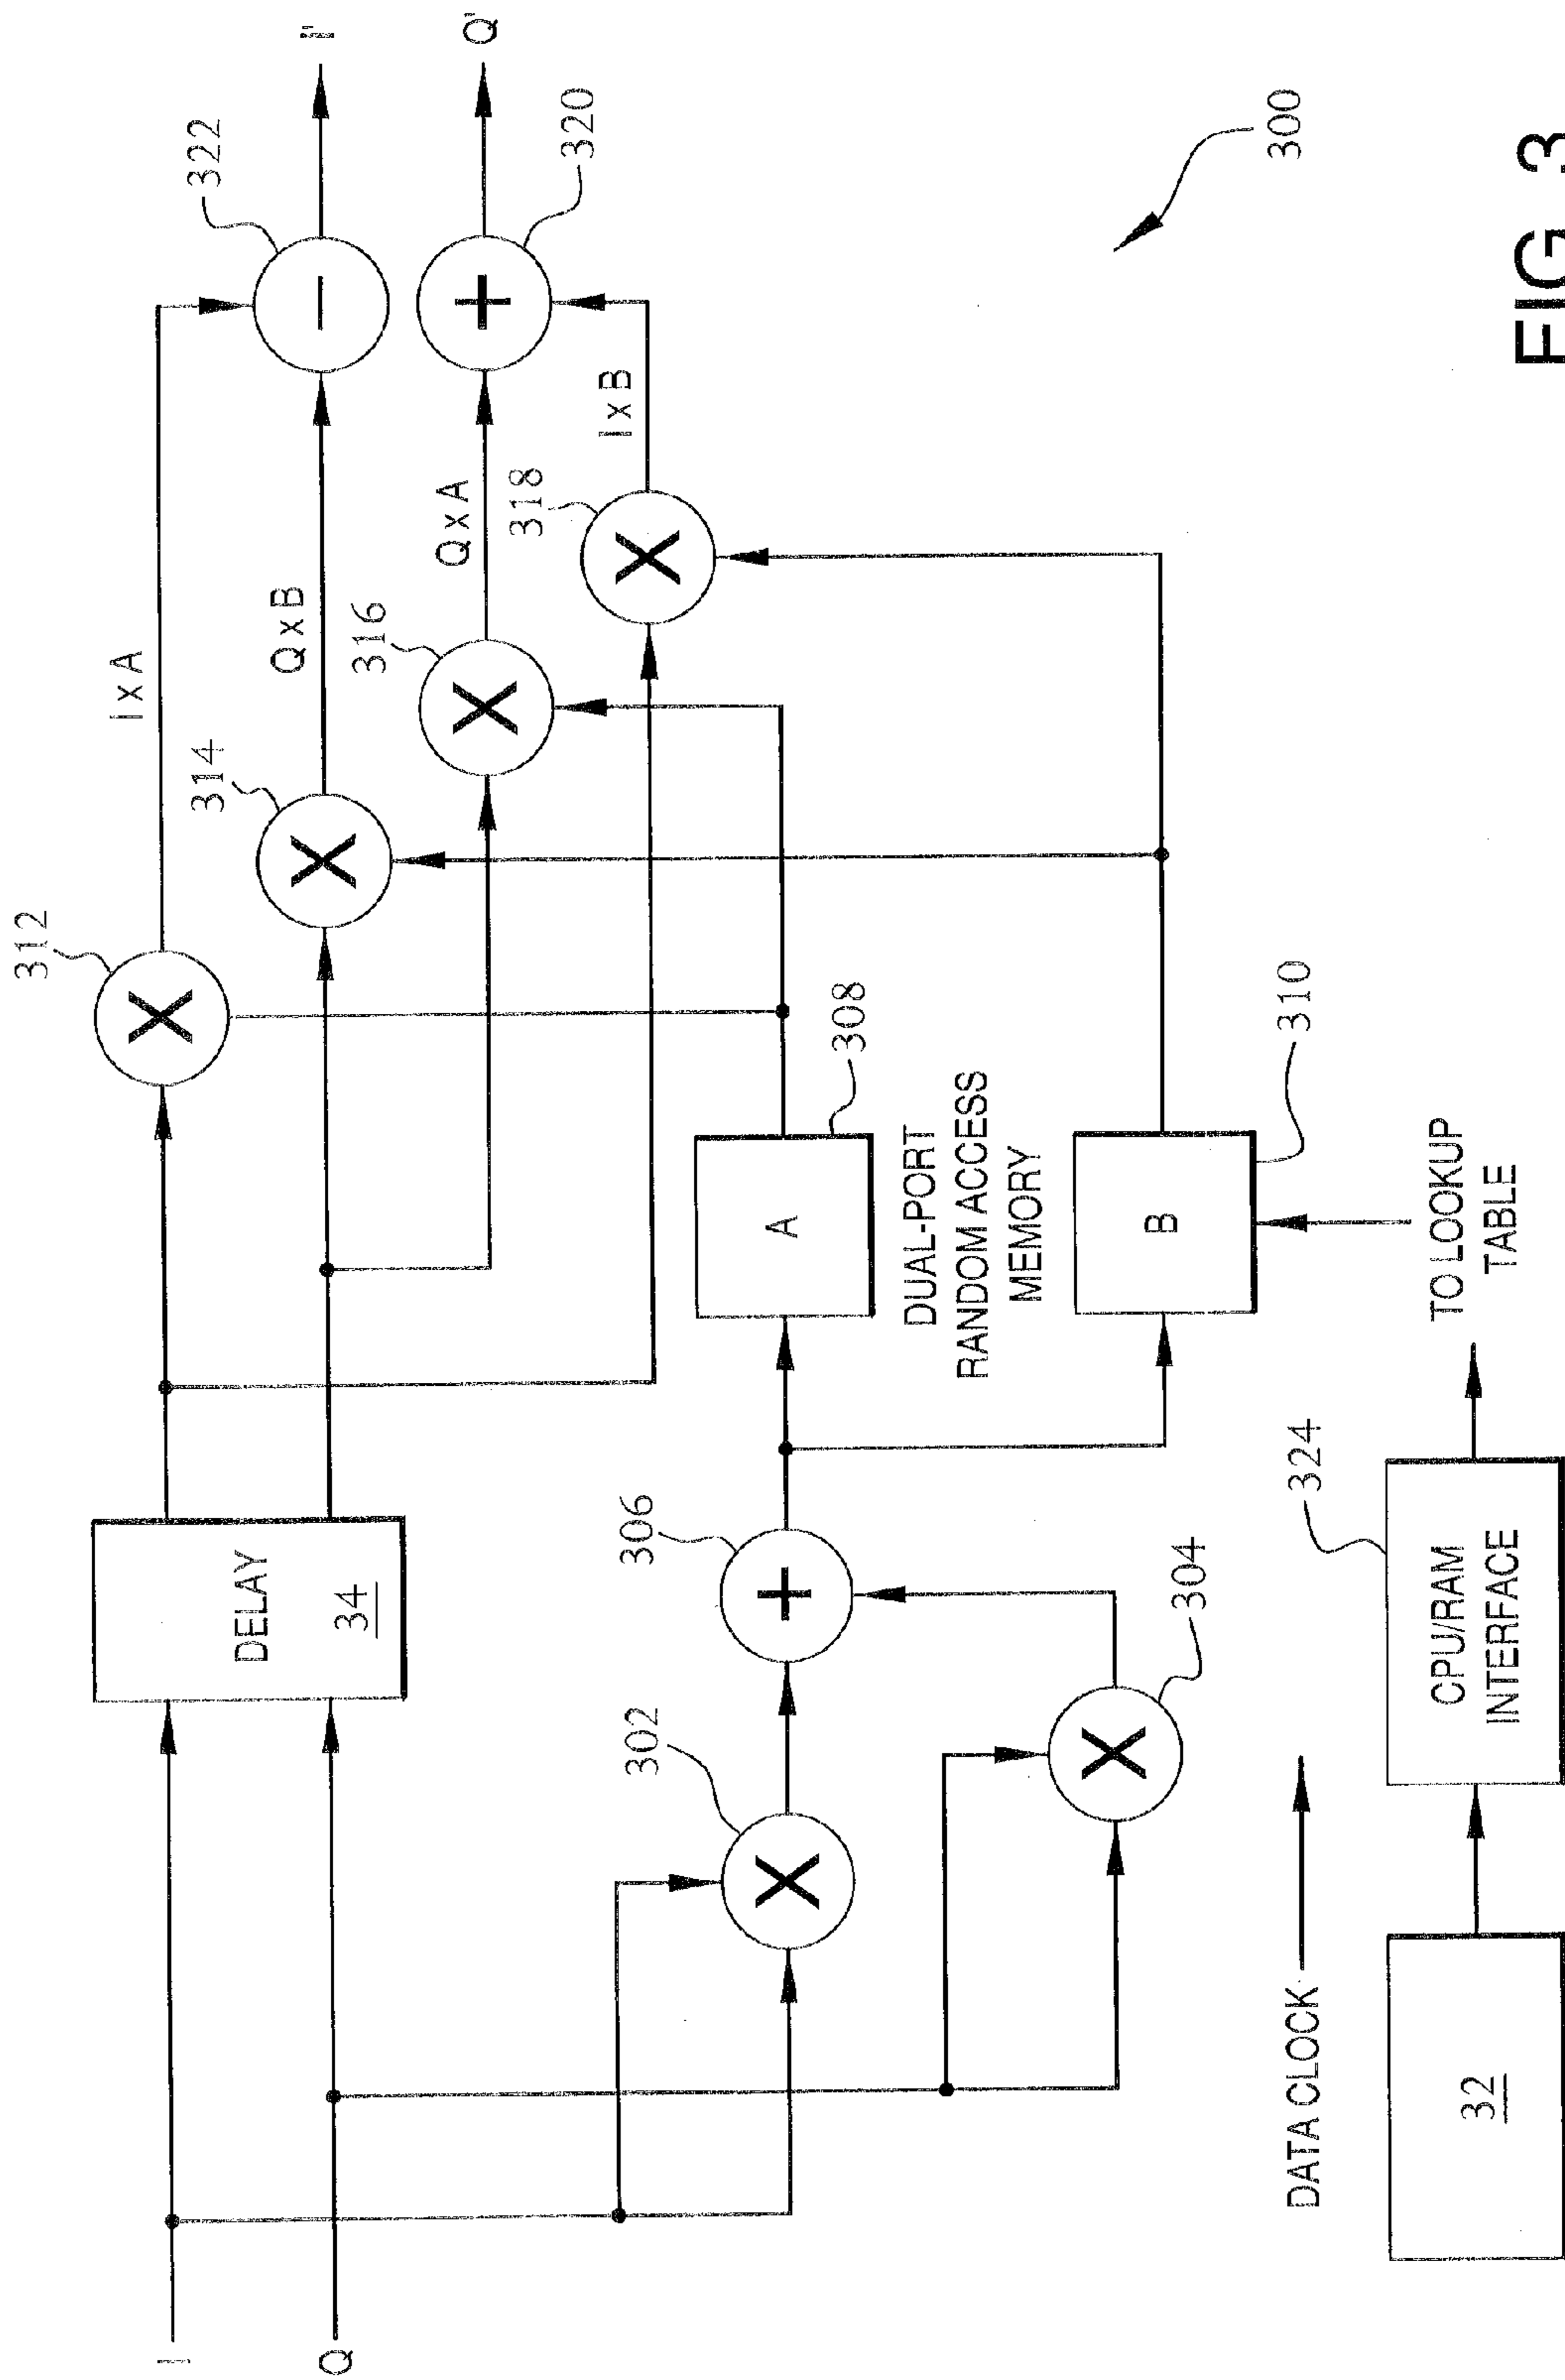 312
I x A
322
I'
314
Q x B
316
Q x A
318
I x B
320
Q'
I
Q
DELAY
34
302
306
304
A
308
DUAL-PORT
RANDOM ACCESS
MEMORY
B
310
300
DATA CLOCK
32
324
CPU/RAM
INTERFACE
TO LOOKUP
TABLE
FIG. 3